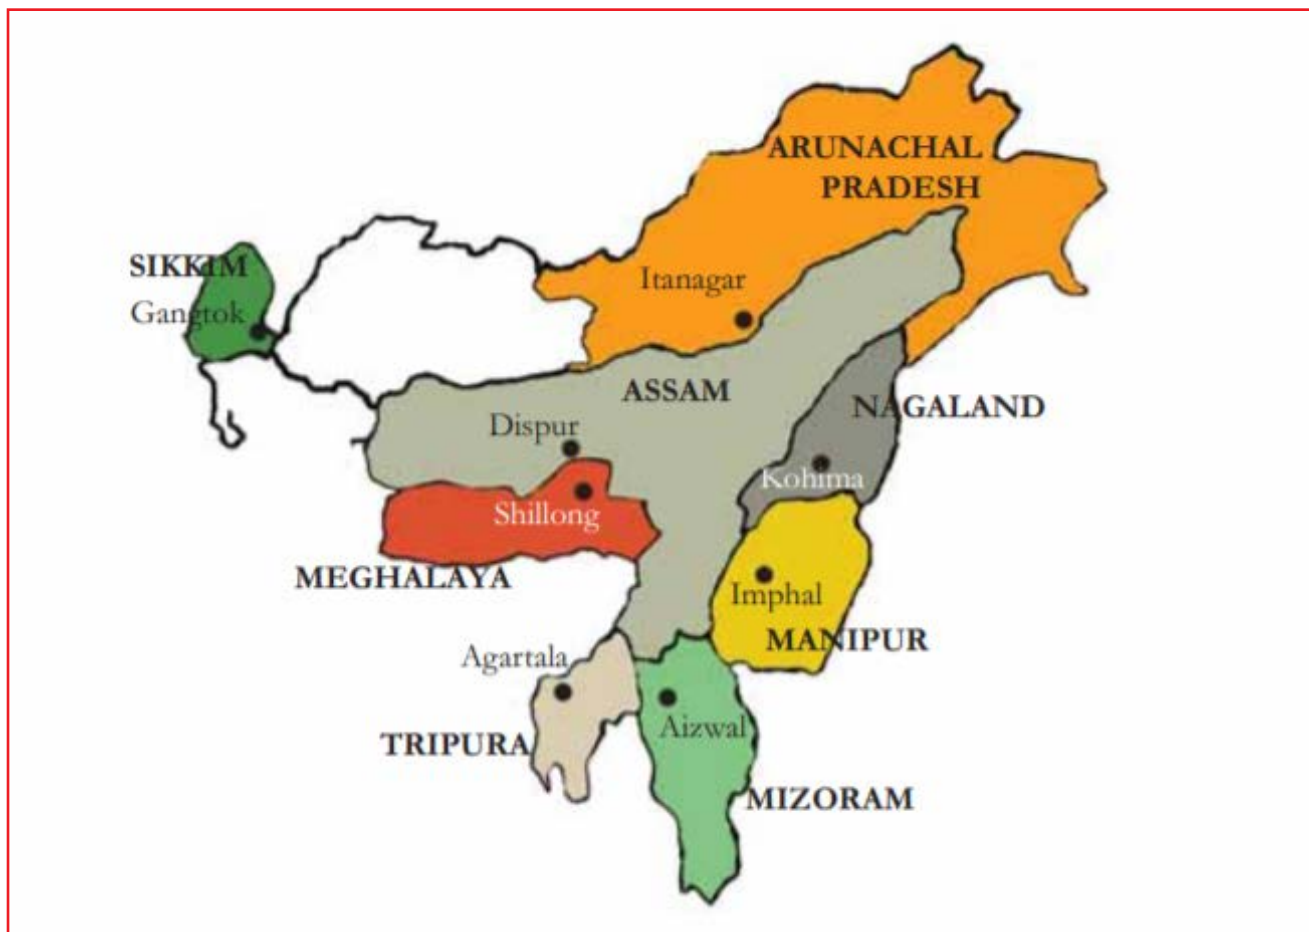 ARUNACHAL
PRADESH
SIKKIM
Gangtok
Itanagar
ASSAM
NAGALAND
Dispur
Kohima
Shillong
MEGHALAYA
Imphal
MANIPUR
Agartala
TRIPURA
Aizwal
MIZORAM